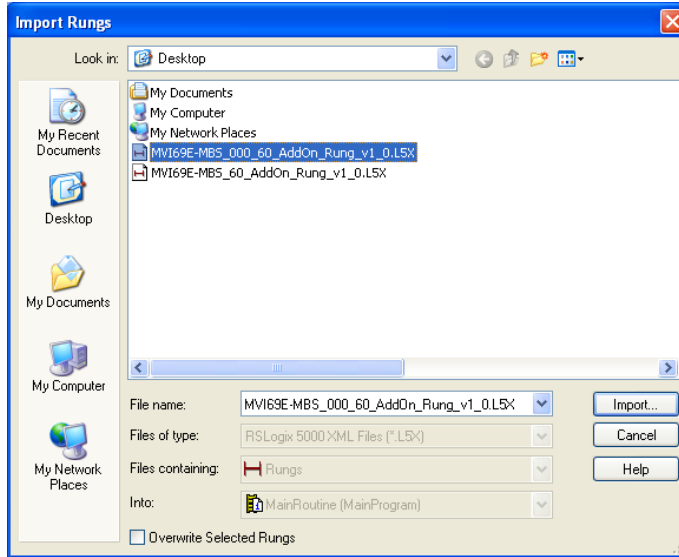 Import Rungs
Look in:
Desktop
My Recent
Documents
Desktop
My Documents
My Computer
My Network
Places
My Documents
My Computer
My Network Places
MVI69E-MBS_000_60_AddOn_Rung_v1_0.L5X
MVI69E-MBS_60_AddOn_Rung_v1_0.L5X
File name:
MVI69E-MBS_000_60_AddOn_Rung_v1_0.L5X
Import...
Files of type:
RSLogix 5000 XML Files (*.L5X)
Cancel
Files containing:
Rungs
Help
Into:
MainRoutine (MainProgram)
Overwrite Selected Rungs